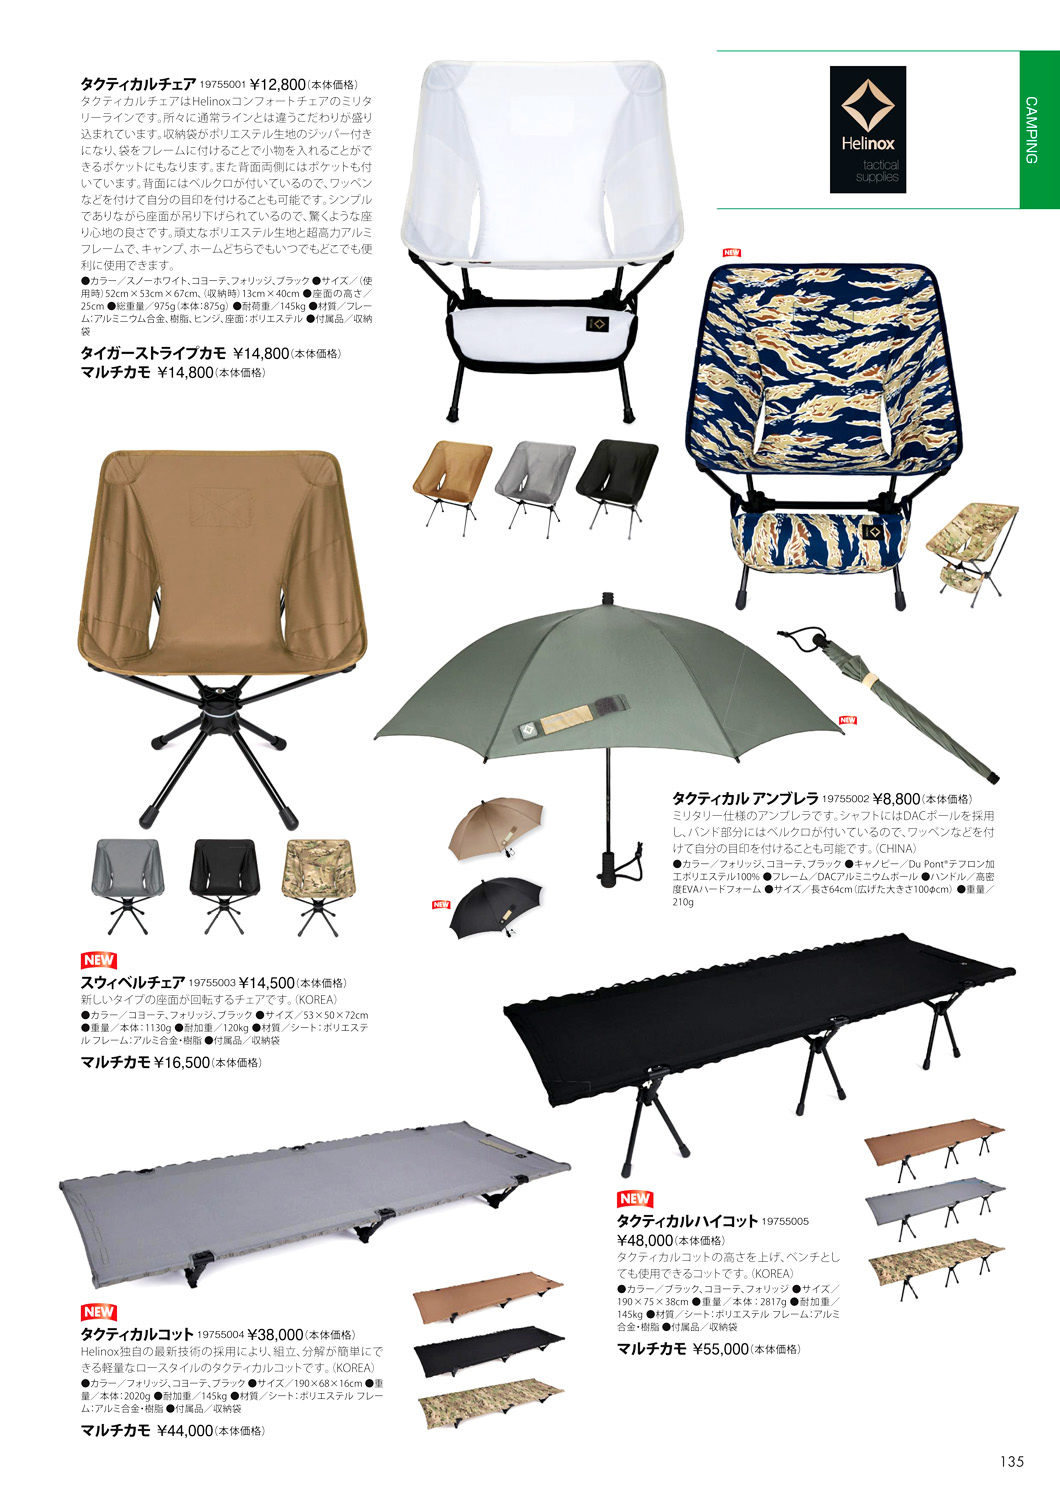 CAMPING
Helinox
tactical
supplies
タクティカルチェア 19755001 ¥12,800(本体価格)
タクティカルチェアはHelinoxコンフォートチェアのミリタ
リーラインです。所々に通常ラインとは違うこだわりが盛り
込まれています。収納袋がポリエステル生地のジッパー付き
になり、袋をフレームに付けることで小物を入れることがで
きるポケットにもなります。また背面両側にはポケットも付
いています。背面にはベルクロが付いているので、ワッペン
などを付けて自分の目印を付けることも可能です。シンプル
でありながら座面が吊り下げられているので、驚くような座
り心地の良さです。頑丈なポリエステル生地と超高力アルミ
フレームで、キャンプ、ホームどちらでもいつでもどこでも便
利に使用できます。
●カラー／スノーホワイト、コヨーテ、フォリッジ、ブラック ●サイズ／(使
用時)52cm×53cm×67cm、(収納時)13cm×40cm ●座面の高さ／
25cm ●総重量／975g(本体：875g) ●耐荷重／145kg ●材質／フレー
ム：アルミニウム合金、樹脂、ヒンジ、座面：ポリエステル ●付属品／収納
袋
タイガーストライプカモ ¥14,800(本体価格)
マルチカモ ¥14,800(本体価格)
NEW
NEW
タクティカル アンブレラ 19755002 ¥8,800(本体価格)
ミリタリー仕様のアンブレラです。シャフトにはDACポールを採用
し、バンド部分にはベルクロが付いているので、ワッペンなどを付
けて自分の目印を付けることも可能です。(CHINA)
●カラー／フォリッジ、コヨーテ、ブラック ●キャノピー／Du Pont®テフロン加
工ポリエステル100% ●フレーム／DACアルミニウムポール ●ハンドル／高密
度EVAハードフォーム ●サイズ／長さ64cm(広げた大きさ100φcm) ●重量／
210g
NEW
NEW
スウィベルチェア 19755003 ¥14,500(本体価格)
新しいタイプの座面が回転するチェアです。(KOREA)
●カラー／コヨーテ、フォリッジ、ブラック ●サイズ／53×50×72cm
●重量／本体：1130g ●耐加重／120kg ●材質／シート：ポリエステ
ル フレーム：アルミ合金・樹脂 ●付属品／収納袋
マルチカモ ¥16,500(本体価格)
NEW
タクティカルハイコット 19755005
¥48,000(本体価格)
タクティカルコットの高さを上げ、ベンチとし
ても使用できるコットです。(KOREA)
●カラー／ブラック、コヨーテ、フォリッジ ●サイズ／
190×75×38cm ●重量／本体：2817g ●耐加重／
145kg ●材質／シート：ポリエステル フレーム：アルミ
合金・樹脂 ●付属品／収納袋
マルチカモ ¥55,000(本体価格)
NEW
タクティカルコット 19755004 ¥38,000(本体価格)
Helinox独自の最新技術の採用により、組立、分解が簡単にで
きる軽量なロースタイルのタクティカルコットです。(KOREA)
●カラー／フォリッジ、コヨーテ、ブラック ●サイズ／190×68×16cm ●重
量／本体：2020g ●耐加重／145kg ●材質／シート：ポリエステル フレー
ム：アルミ合金・樹脂 ●付属品／収納袋
マルチカモ ¥44,000(本体価格)
135